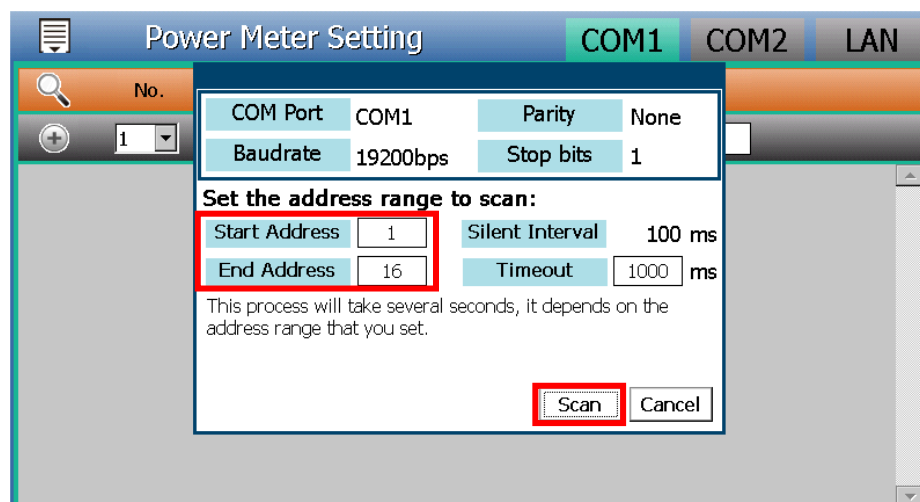 Power Meter Setting COM1 COM2 LAN
No.
1
COM Port COM1 Parity None
Baudrate 19200bps Stop bits 1
Set the address range to scan:
Start Address 1 Silent Interval 100 ms
End Address 16 Timeout 1000 ms
This process will take several seconds, it depends on the
address range that you set.
Scan Cancel